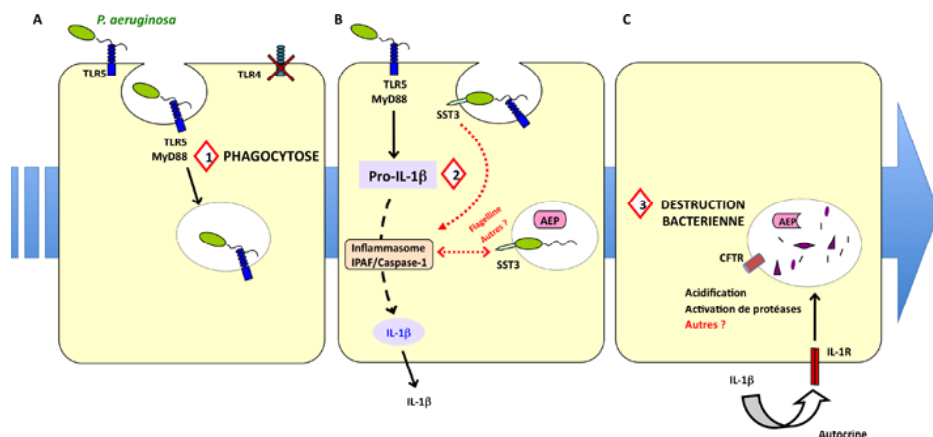 A
P. aeruginosa
TLR5
TLR4
TLR5
MyD88
1
PHAGOCYTOSE
B
TLR5
MyD88
SST3
Pro-IL-1β
2
Flagelline
Autres ?
AEP
Inflammasome
IPAF/Caspase-1
SST3
IL-1β
IL-1β
C
3
DESTRUCTION
BACTERIENNE
AEP
CFTR
Acidification
Activation de protéases
Autres ?
IL-1R
IL-1β
Autocrine